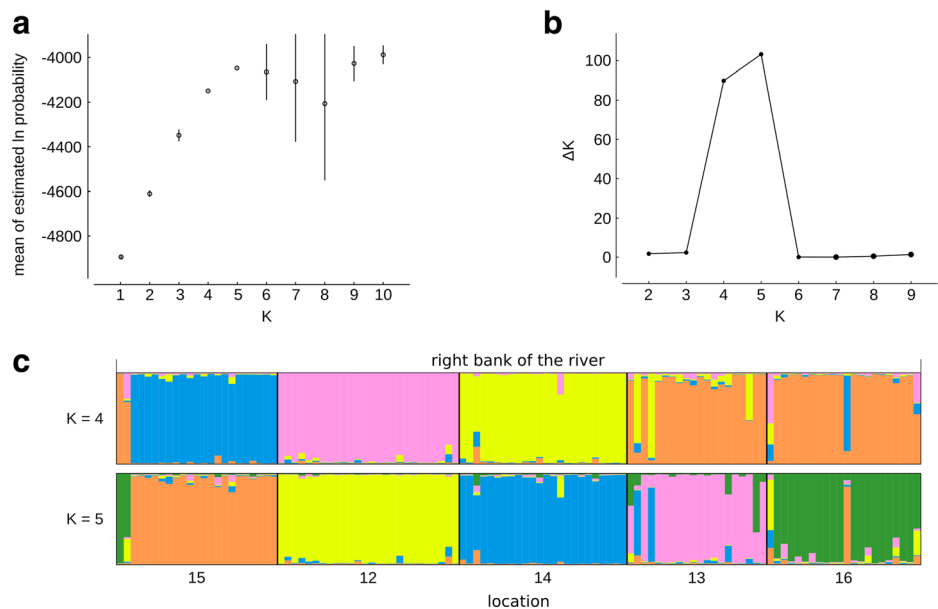 a
mean of estimated ln probability
-4000
-4200
-4400
-4600
-4800
1 2 3 4 5 6 7 8 9 10
K
b
ΔK
100
80
60
40
20
0
2 3 4 5 6 7 8 9
K
c
right bank of the river
K = 4
K = 5
15 12 14 13 16
location